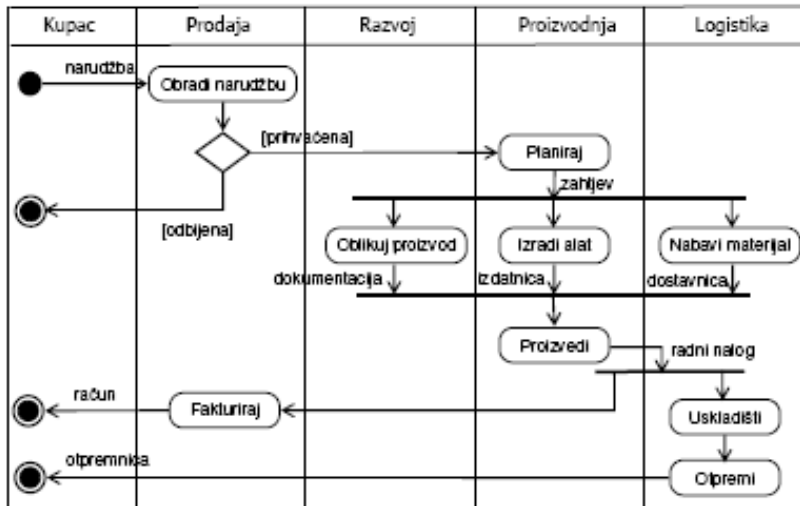 Kupac
Prodaja
Razvoj
Proizvodnja
Logistika
narudžba
Obradi narudžbu
[prihvaćena]
Planiraj
zahtjev
[odbijena]
Oblikuj proizvod
Izradi alat
Nabavi materijal
dokumentacija
izdatnica
dostavnica
Proizvedi
radni nalog
račun
Fakturiraj
Uskladišti
otpremnica
Otpremi